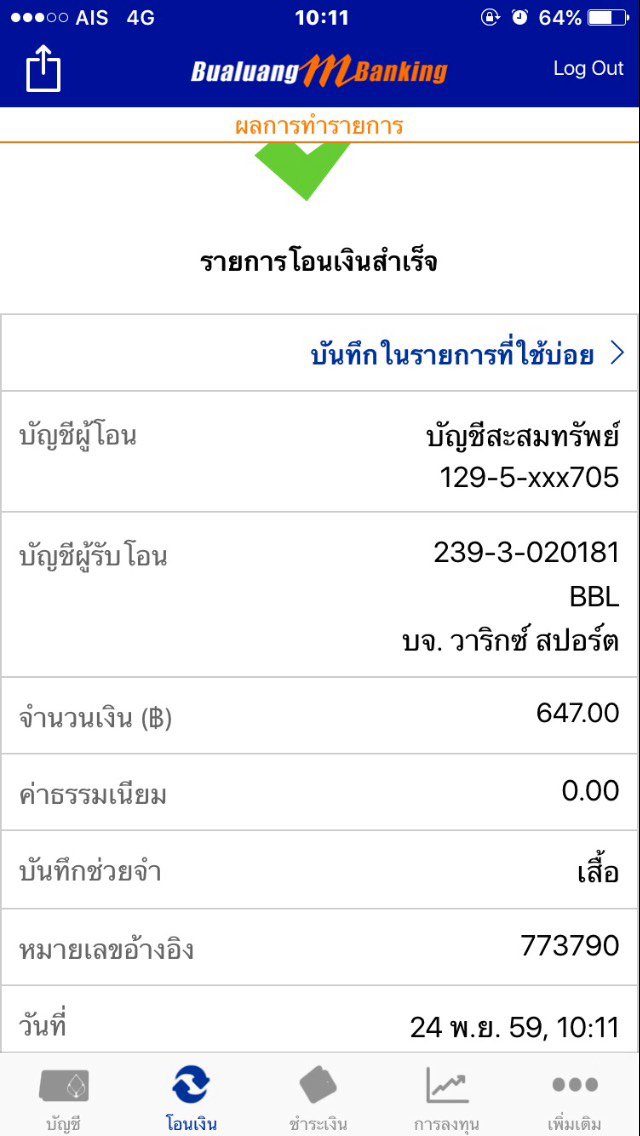 AIS 4G 10:11 64%
Bualuang mBanking Log Out
ผลการทำรายการ
รายการโอนเงินสำเร็จ
บันทึกในรายการที่ใช้บ่อย
บัญชีผู้โอน บัญชีสะสมทรัพย์
129-5-xxx705
บัญชีผู้รับโอน 239-3-020181
BBL
บจ. วาริกซ์ สปอร์ต
จำนวนเงิน (฿) 647.00
ค่าธรรมเนียม 0.00
บันทึกช่วยจำ เสื้อ
หมายเลขอ้างอิง 773790
วันที่ 24 พ.ย. 59, 10:11
บัญชี โอนเงิน ชำระเงิน การลงทุน เพิ่มเติม